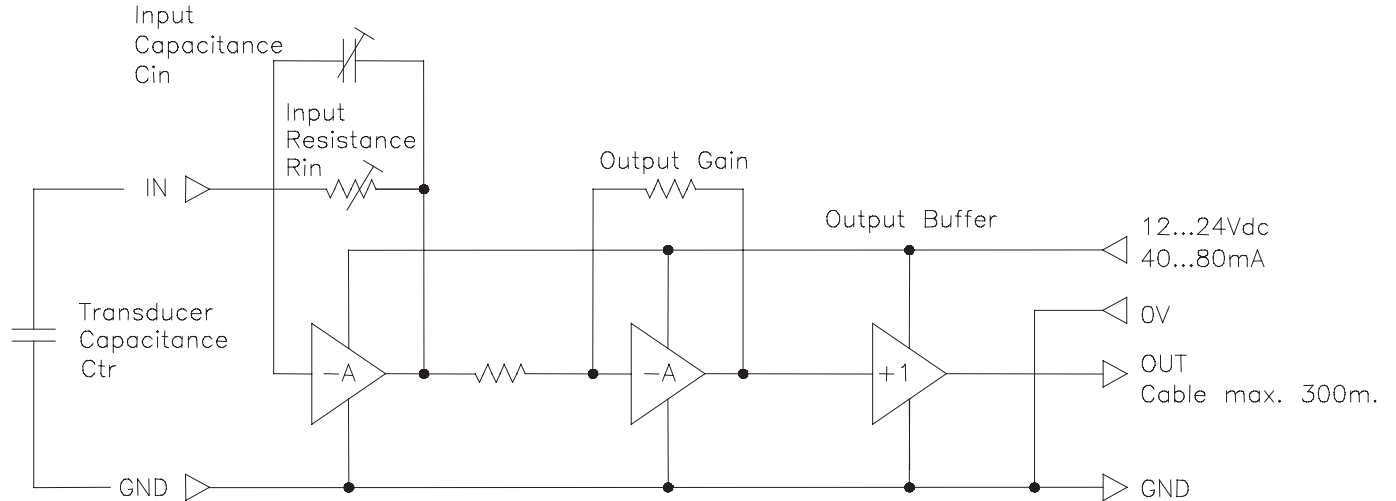 Input
Capacitance
Cin
Input
Resistance
Rin
IN
Output Gain
Output Buffer
12...24Vdc
40...80mA
0V
Transducer
Capacitance
Ctr
-A
-A
+1
OUT
Cable max. 300m.
GND
GND